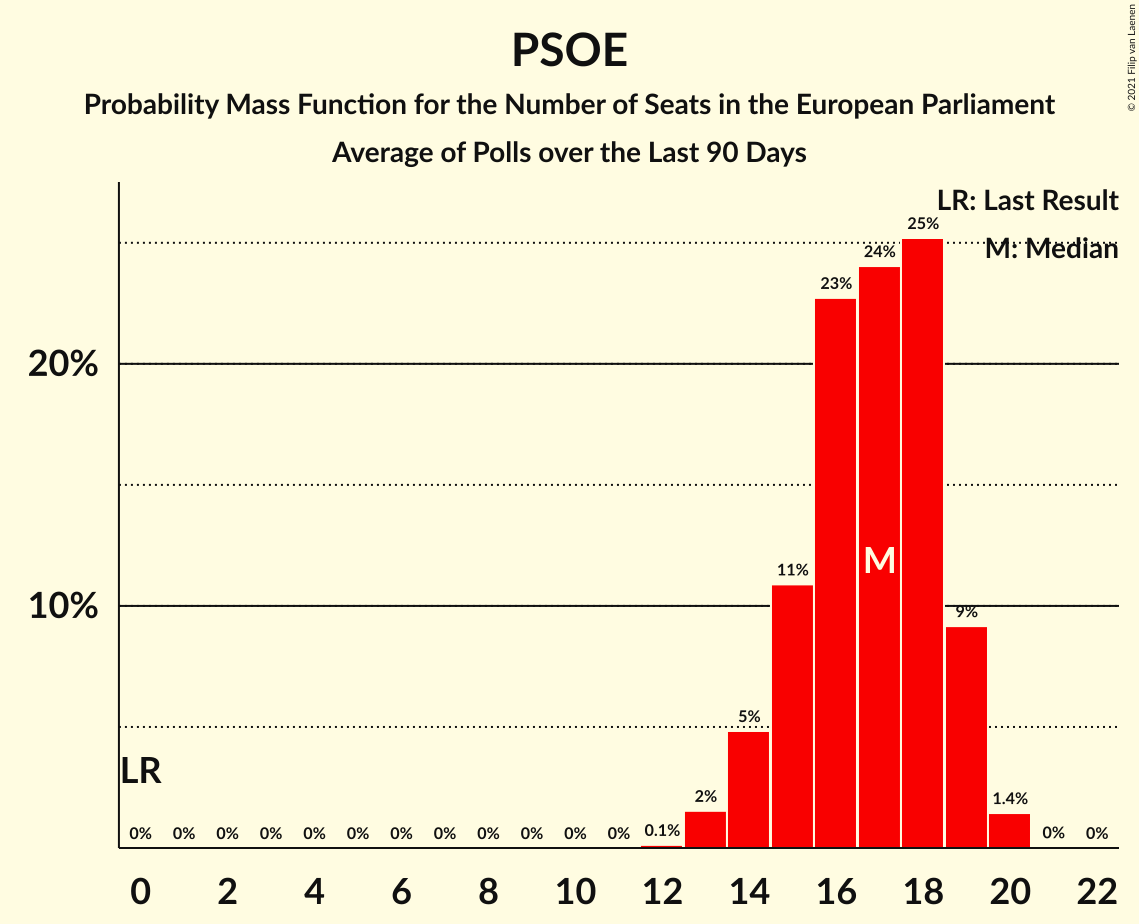 PSOE
Probability Mass Function for the Number of Seats in the European Parliament
Average of Polls over the Last 90 Days
© 2021 Filip van Laenen
LR: Last Result
M: Median
20%
10%
LR
M
0%
0%
0%
0%
0%
0%
0%
0%
0%
0%
0%
0%
0.1%
2%
5%
11%
23%
24%
25%
9%
1.4%
0%
0%
0 2 4 6 8 10 12 14 16 18 20 22